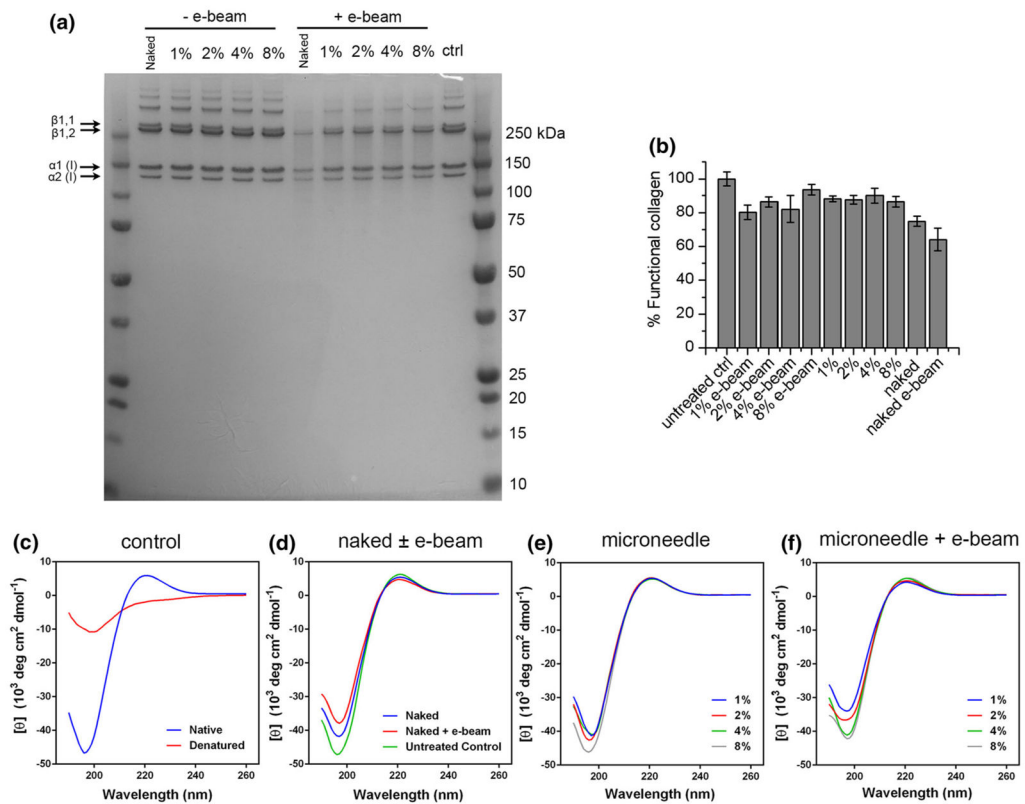 (a)
- e-beam
+ e-beam
Naked 1% 2% 4% 8% Naked 1% 2% 4% 8% ctrl
β1,1
β1,2
α1 (I)
α2 (I)
250 kDa
150
100
75
50
37
25
20
15
10
(b)
% Functional collagen
100
80
60
40
20
0
untreated ctrl
1% e-beam
2% e-beam
4% e-beam
8% e-beam
1%
2%
4%
8%
naked
naked e-beam
(c) control
[θ] (10³ deg cm² dmol⁻¹)
10
0
-10
-20
-30
-40
-50
Native
Denatured
200 220 240 260
Wavelength (nm)
(d) naked ± e-beam
[θ] (10³ deg cm² dmol⁻¹)
10
0
-10
-20
-30
-40
-50
Naked
Naked + e-beam
Untreated Control
200 220 240 260
Wavelength (nm)
(e) microneedle
[θ] (10³ deg cm² dmol⁻¹)
10
0
-10
-20
-30
-40
-50
1%
2%
4%
8%
200 220 240 260
Wavelength (nm)
(f) microneedle + e-beam
[θ] (10³ deg cm² dmol⁻¹)
10
0
-10
-20
-30
-40
-50
1%
2%
4%
8%
200 220 240 260
Wavelength (nm)